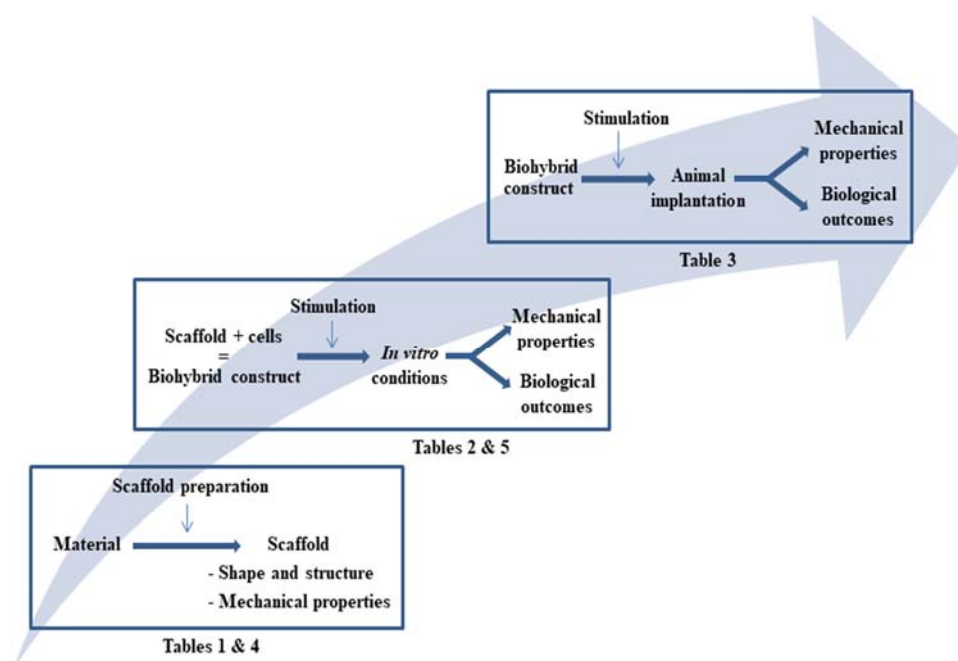 Stimulation
Biohybrid
construct
Animal
implantation
Mechanical
properties
Biological
outcomes
Table 3
Stimulation
Scaffold + cells
=
Biohybrid construct
In vitro
conditions
Mechanical
properties
Biological
outcomes
Tables 2 & 5
Scaffold preparation
Material
Scaffold
- Shape and structure
- Mechanical properties
Tables 1 & 4